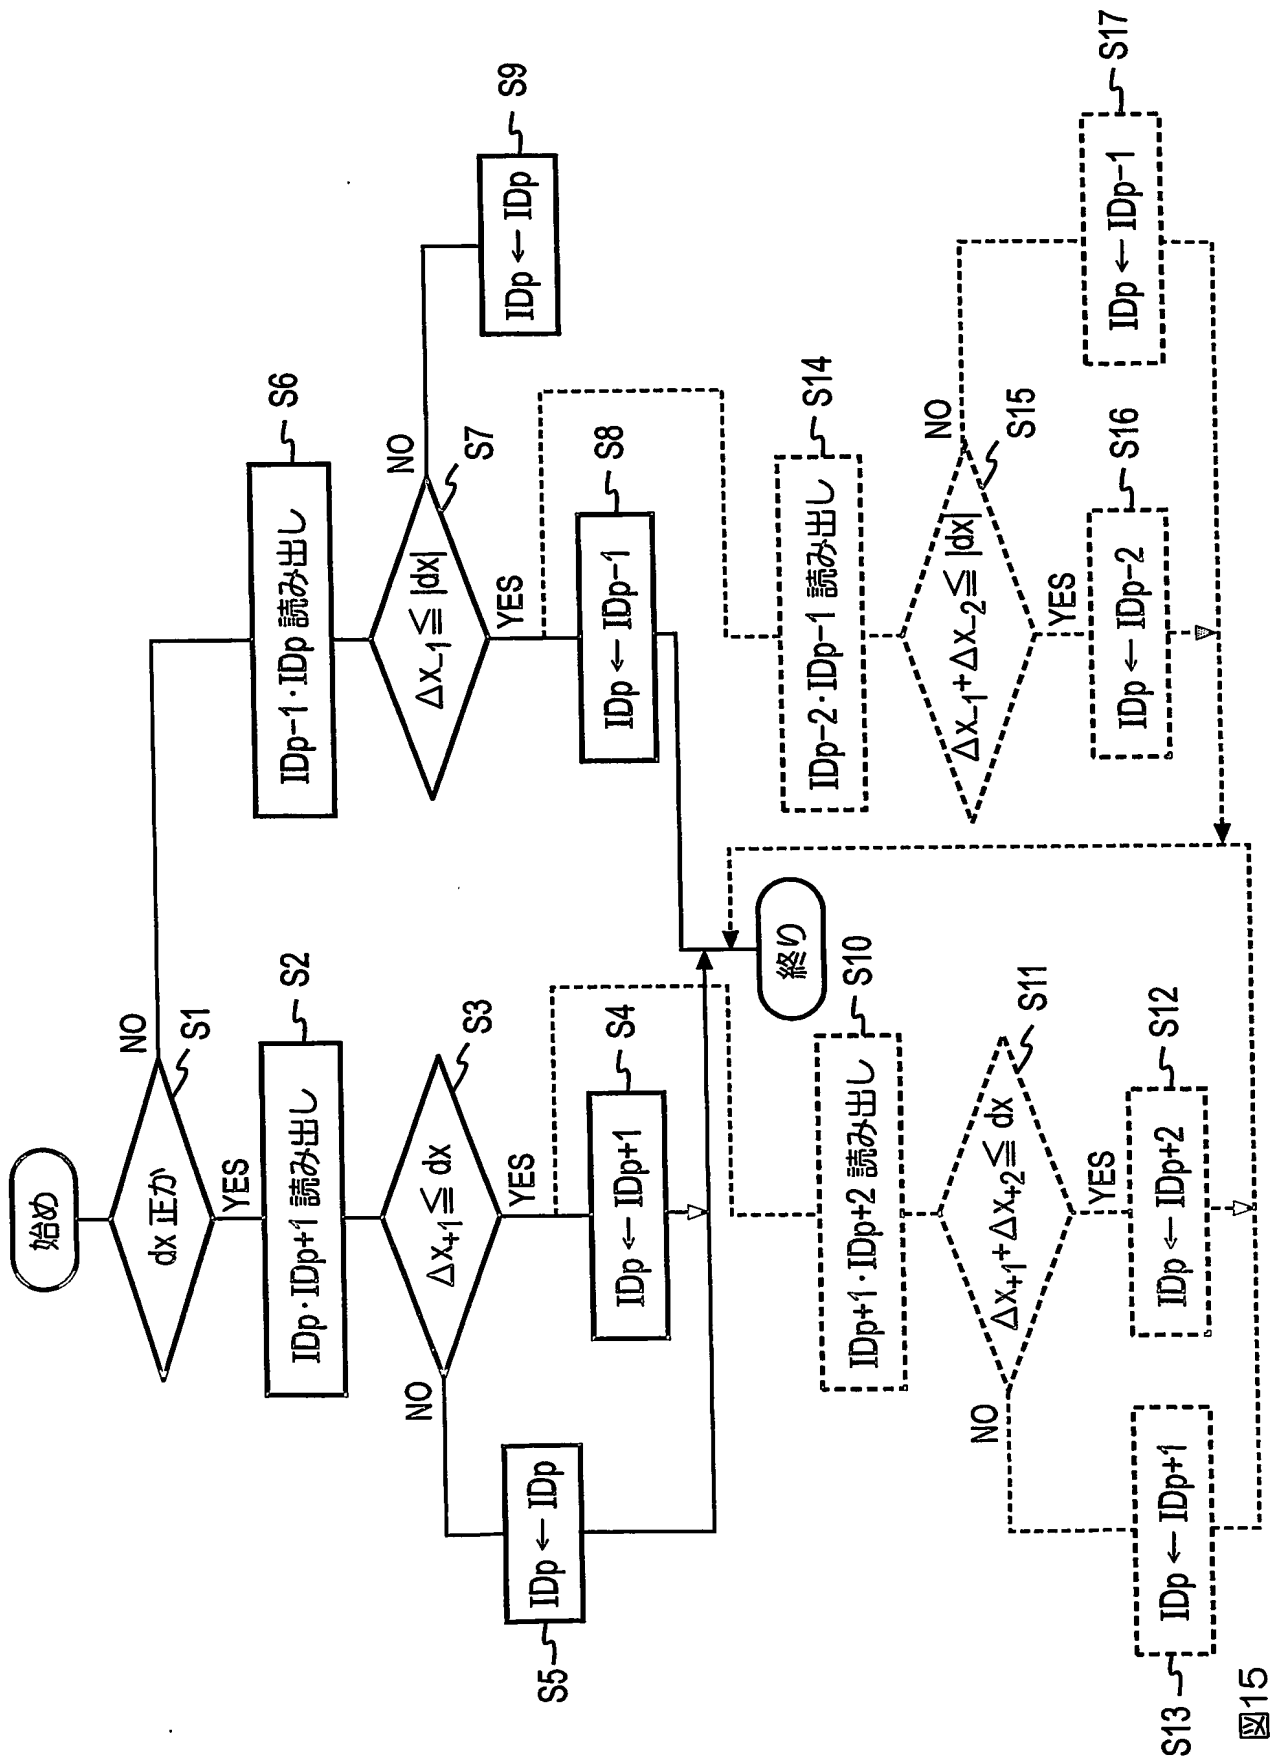 始め
dx 正か
S1
YES
NO
IDp・IDp+1 読み出し
S2
Δx+1≦dx
S3
YES
NO
IDp ← IDp+1
S4
IDp ← IDp
S5
IDp−1・IDp 読み出し
S6
Δx−1≦|dx|
S7
YES
NO
IDp ← IDp−1
S8
IDp ← IDp
S9
終り
IDp+1・IDp+2 読み出し
S10
Δx+1+Δx+2≦dx
S11
YES
NO
IDp ← IDp+2
S12
IDp ← IDp+1
S13
IDp−2・IDp−1 読み出し
S14
Δx−1+Δx−2≦|dx|
S15
YES
NO
IDp ← IDp−2
S16
IDp ← IDp−1
S17
図15